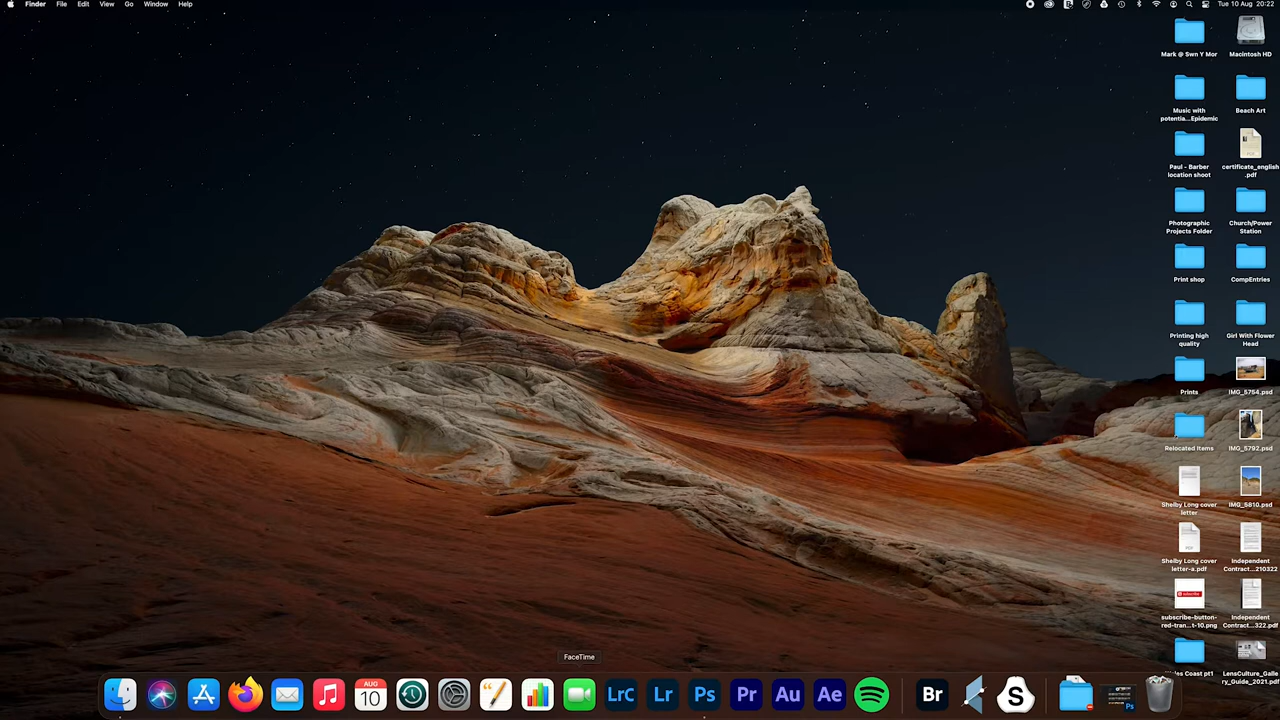 Finder File Edit View Go Window Help
Tue 10 Aug 20:22
Mark @ Swn Y Mor
Macintosh HD
Music with
potentia...Epidemic
Beach Art
Paul - Barber
location shoot
certificate_english
.pdf
Photographic
Projects Folder
Church/Power
Station
Print shop
CompEntries
Printing high
quality
Girl With Flower
Head
Prints
IMG_5754.psd
Relocated Items
IMG_5792.psd
Shelby Long cover
letter
IMG_5810.psd
Shelby Long cover
letter-a.pdf
Independent
Contract...210322
subscribe-button-
red-tran...t-10.png
Independent
Contract...322.pdf
LensCulture_Galle
ry_Guide_2021.pdf
FaceTime
AUG
10
LrC
Lr
Ps
Pr
Au
Ae
Br
S